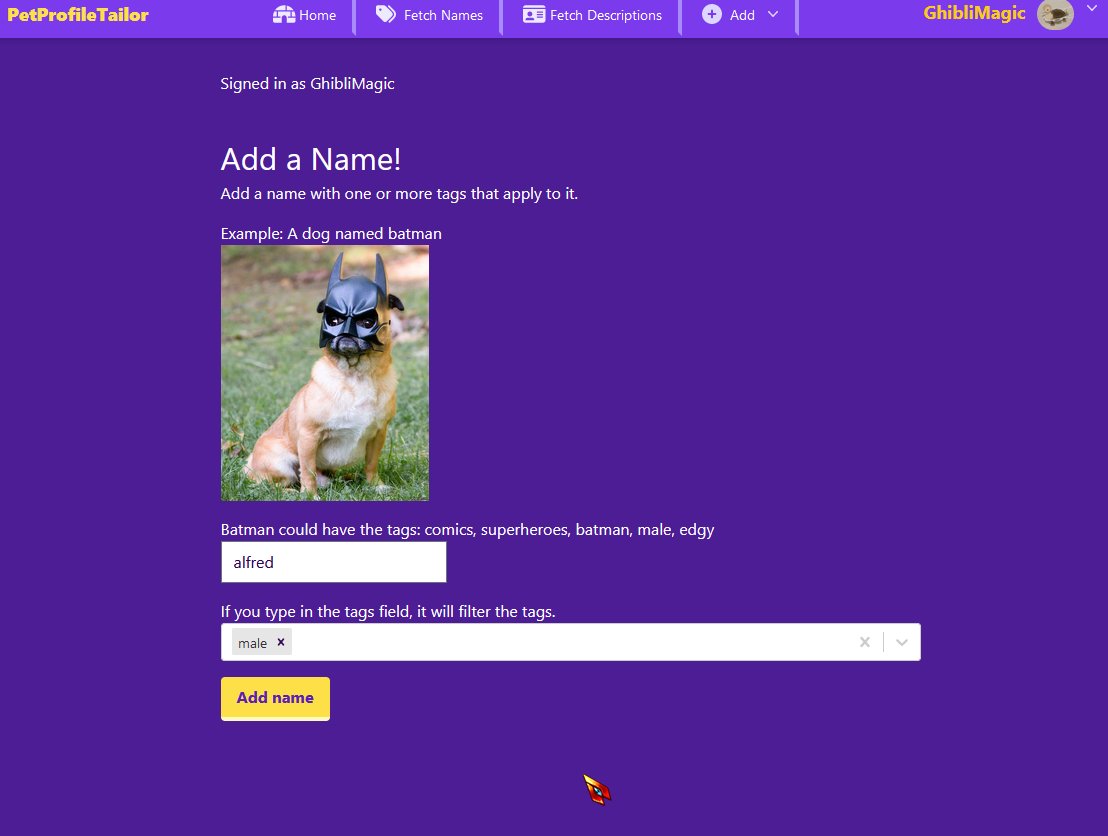 PetProfileTailor
Home
Fetch Names
Fetch Descriptions
Add
GhibliMagic
Signed in as GhibliMagic
Add a Name!
Add a name with one or more tags that apply to it.
Example: A dog named batman
Batman could have the tags: comics, superheroes, batman, male, edgy
alfred
If you type in the tags field, it will filter the tags.
male
Add name